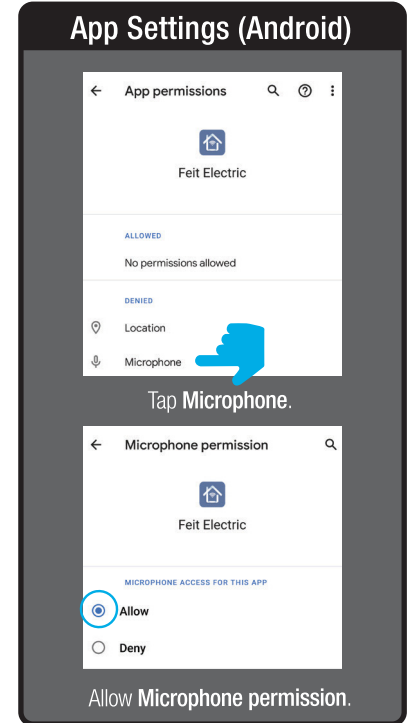 App Settings (Android)
App permissions
Feit Electric
ALLOWED
No permissions allowed
DENIED
Location
Microphone
Tap Microphone.
Microphone permission
Feit Electric
MICROPHONE ACCESS FOR THIS APP
Allow
Deny
Allow Microphone permission.